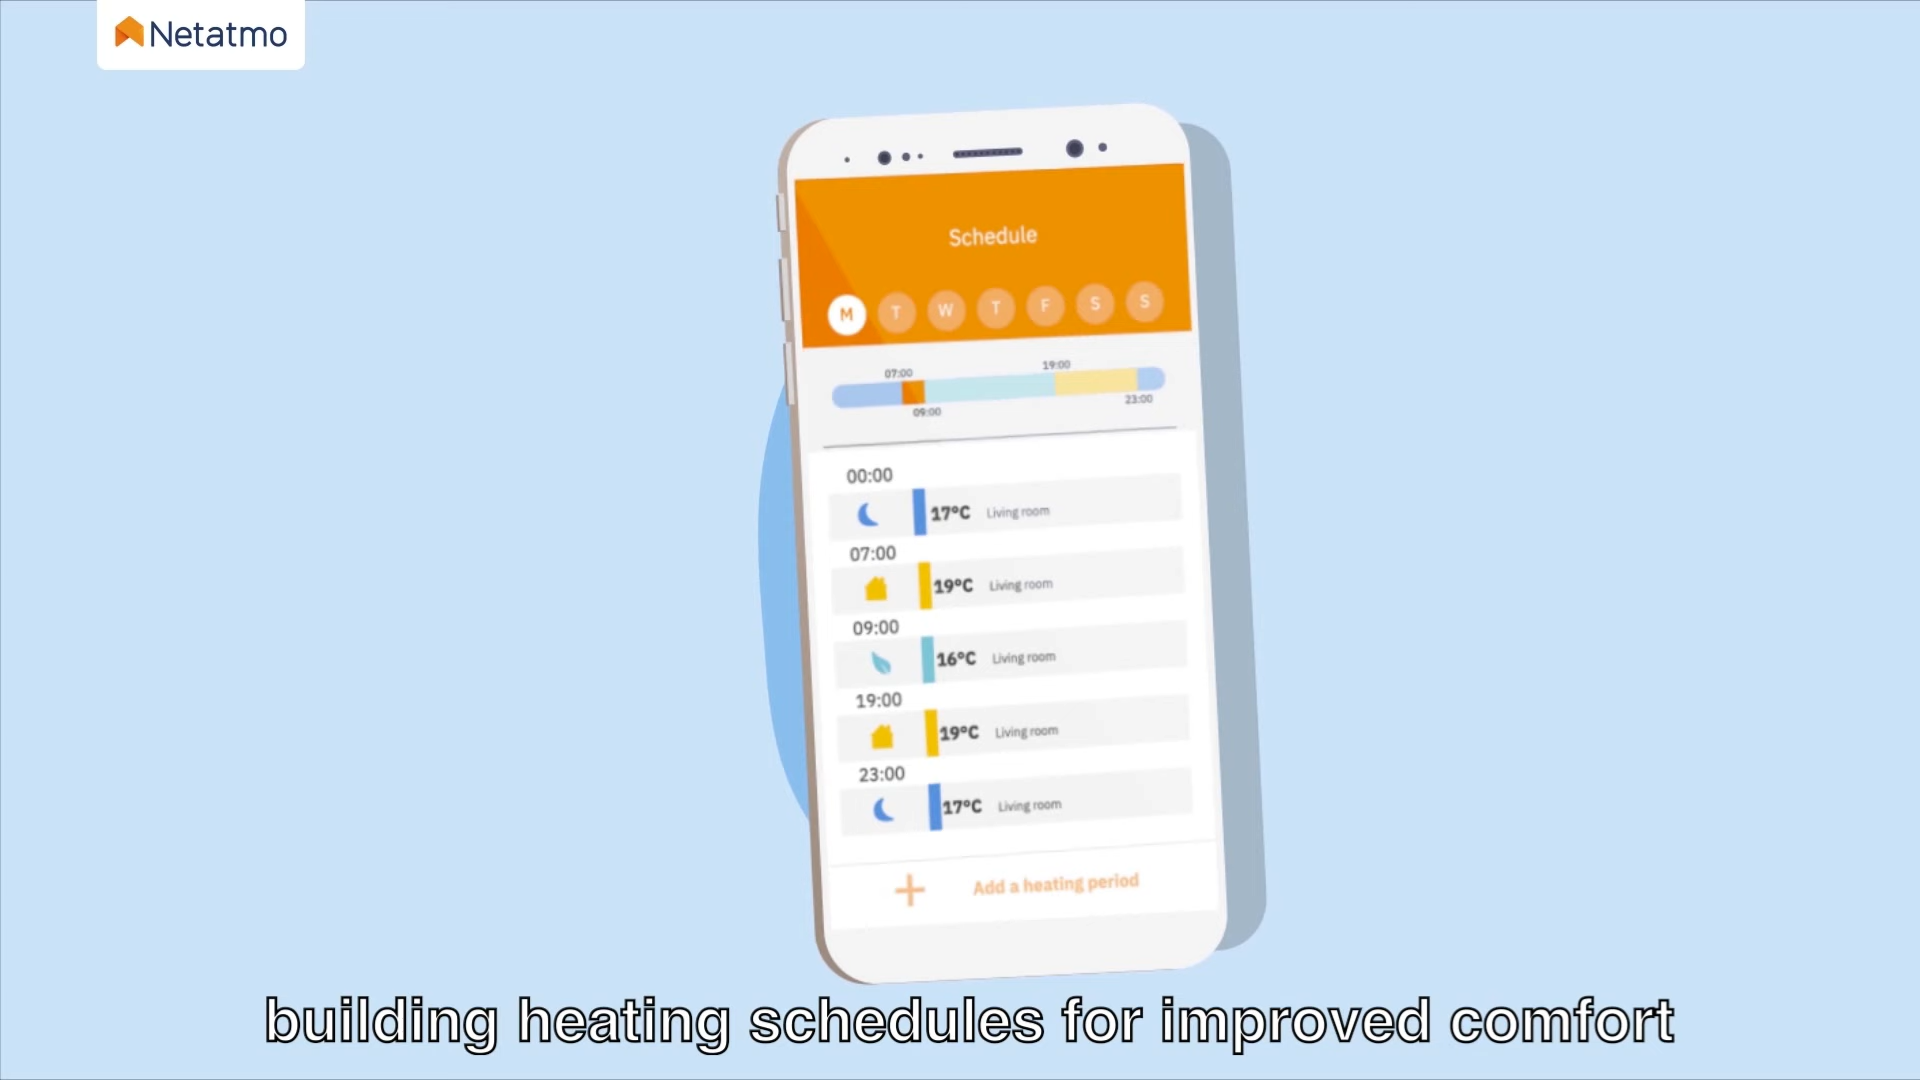 Netatmo
Schedule
M T W T F S S
07:00 19:00
09:00 23:00
00:00
17°C Living room
07:00
19°C Living room
09:00
16°C Living room
19:00
19°C Living room
23:00
17°C Living room
+ Add a heating period
building heating schedules for improved comfort